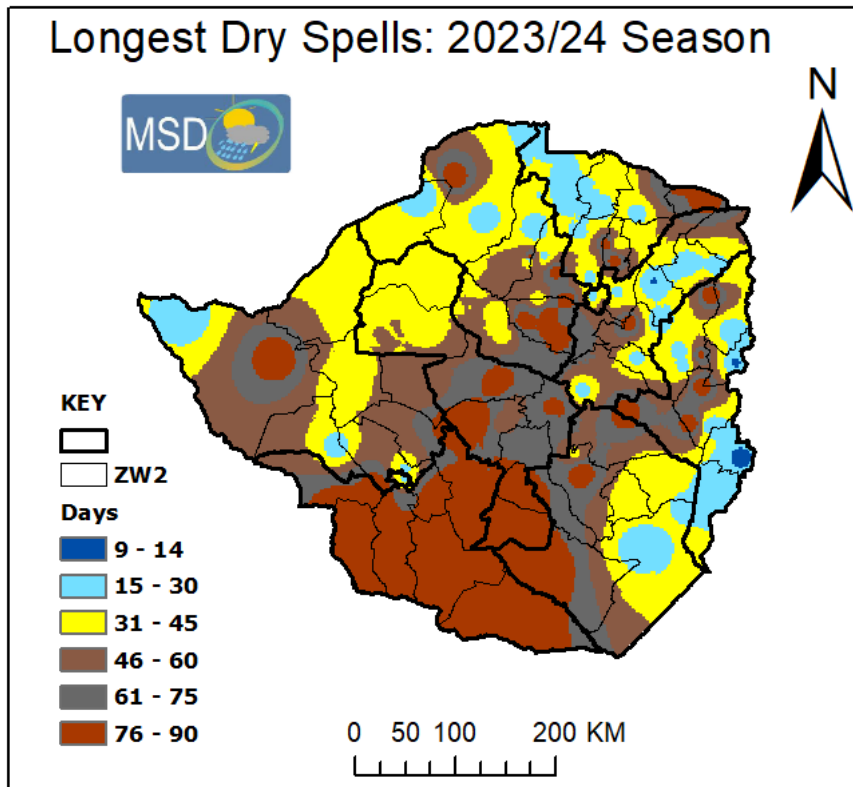 Longest Dry Spells: 2023/24 Season
MSD
N
KEY
ZW2
Days
9 - 14
15 - 30
31 - 45
46 - 60
61 - 75
76 - 90
0 50 100 200 KM